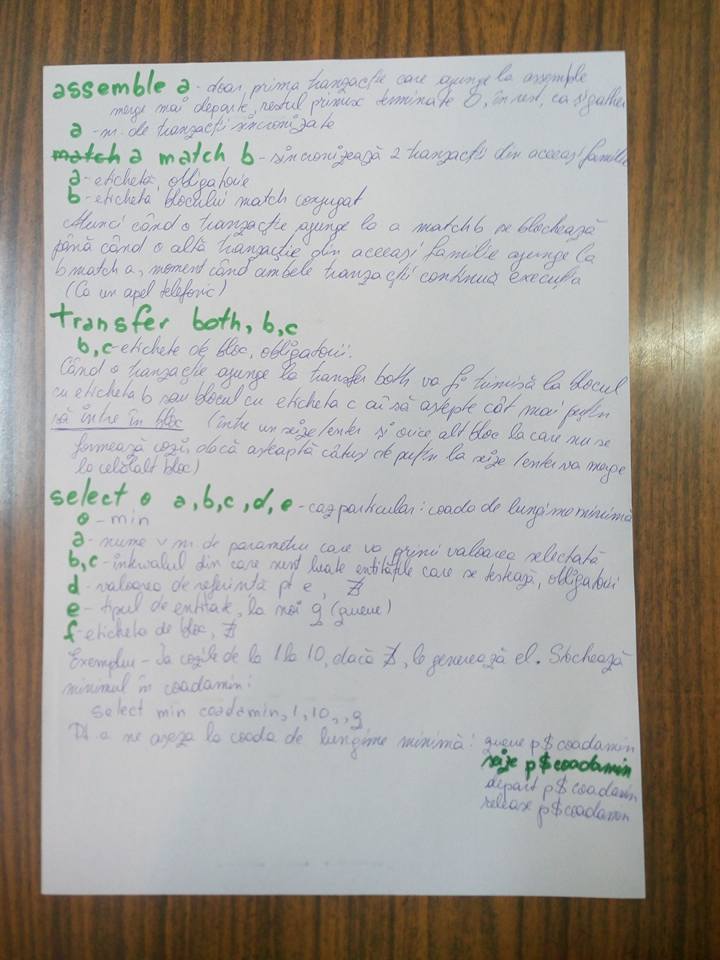 assemble a - doar prima tranzacție care ajunge la assemple
merge mai departe, restul primesc terminate 0, în rest, ca și gather
a - nr. de tranzacții sincronizate
match a match b - sincronizează 2 tranzacții din aceeași familie
a - etichetă, obligatorie
b - eticheta blocului match conjugat
Atunci când o tranzacție ajunge la a match b se blochează
până când o altă tranzacție din aceeași familie ajunge la
b match a, moment când ambele tranzacții continuă execuția
(Ca un apel telefonic)
transfer both, b,c
b,c - etichete de bloc, obligatorii.
Când o tranzacție ajunge la transfer both va fi trimisă la blocul
cu eticheta b sau blocul cu eticheta c aî să aștepte cât mai puțin
să intre în bloc (între un seize/enter și orice alt bloc la care nu se
formează coză, dacă așteaptă câtuși de puțin la seize/enter va merge
la celălalt bloc)
select o a,b,c,d,e - caz particular: coada de lungime minimă
o - min
a - nume v nr. de parametru care va primi valoarea selectată
b,c - intervalul din care sunt luate entitățile care se testează, obligatorii
d - valoarea de referință pt e, ∄
e - tipul de entitate, la noi q (queue)
f - eticheta de bloc, ∄
Exemplu - Ia cozile de la 1 la 10, dacă ∄, le generează el. Stochează
minimul în coadamin:
select min coadamin,1,10,,q
Pt a ne așeza la coada de lungime minimă: queue p$coadamin
seize p$coadamin
depart p$coadamin
release p$coadamin